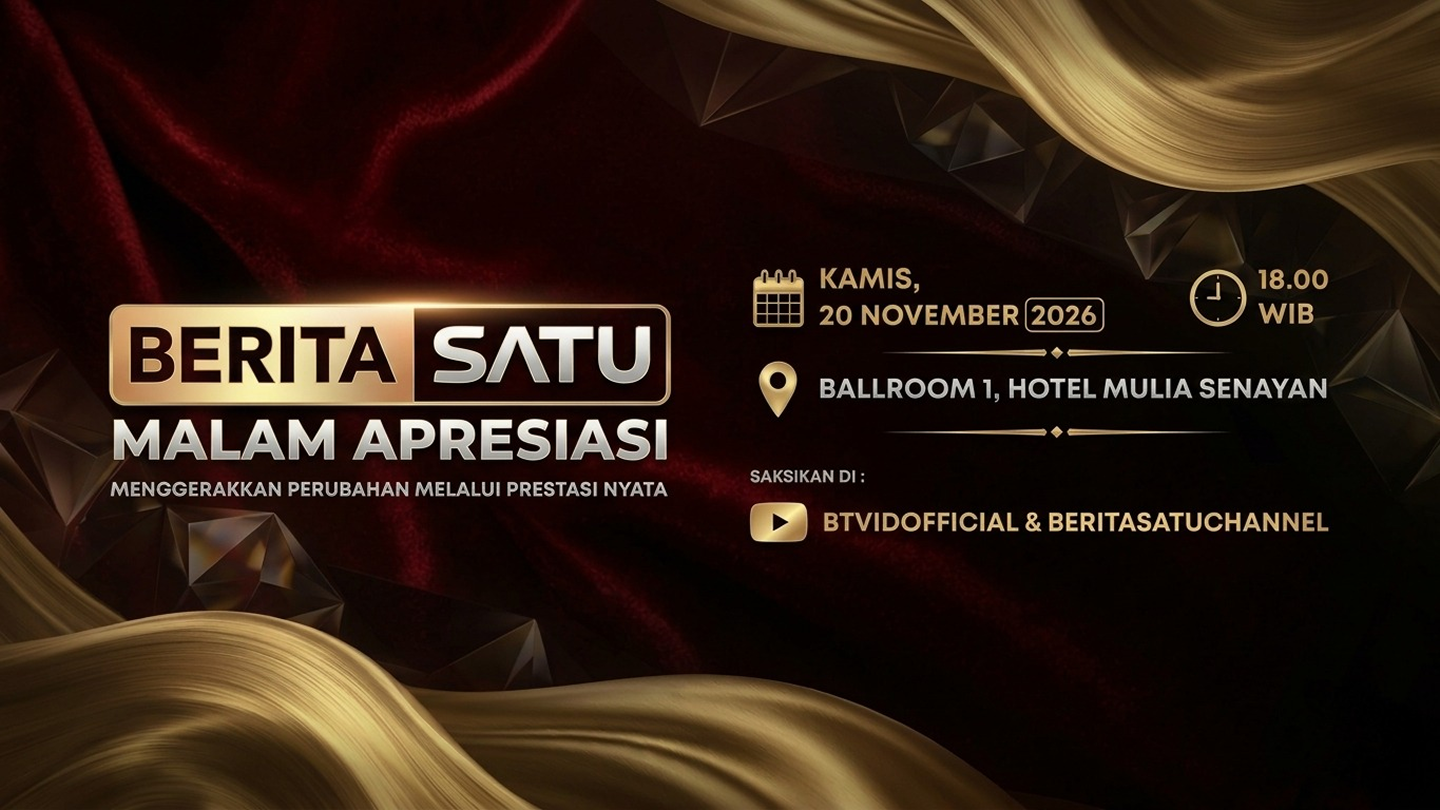 BERITA SATU
MALAM APRESIASI
MENGGERAKKAN PERUBAHAN MELALUI PRESTASI NYATA
KAMIS,
20 NOVEMBER 2026
18.00
WIB
BALLROOM 1, HOTEL MULIA SENAYAN
SAKSIKAN DI :
BTVIDOFFICIAL & BERITASATUCHANNEL